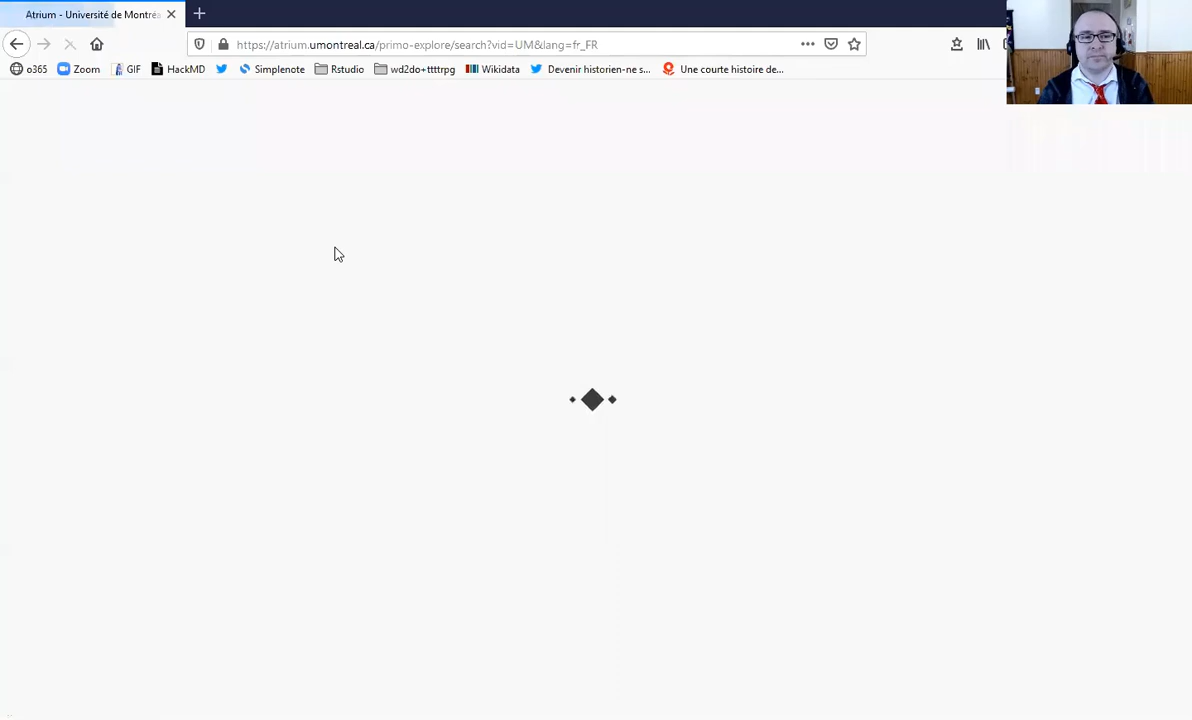 Atrium - Université de Montréa
https://atrium.umontreal.ca/primo-explore/search?vid=UM&lang=fr_FR
o365 Zoom GIF HackMD Simplenote Rstudio wd2do+ttttrpg Wikidata Devenir historien-ne s... Une courte histoire de...